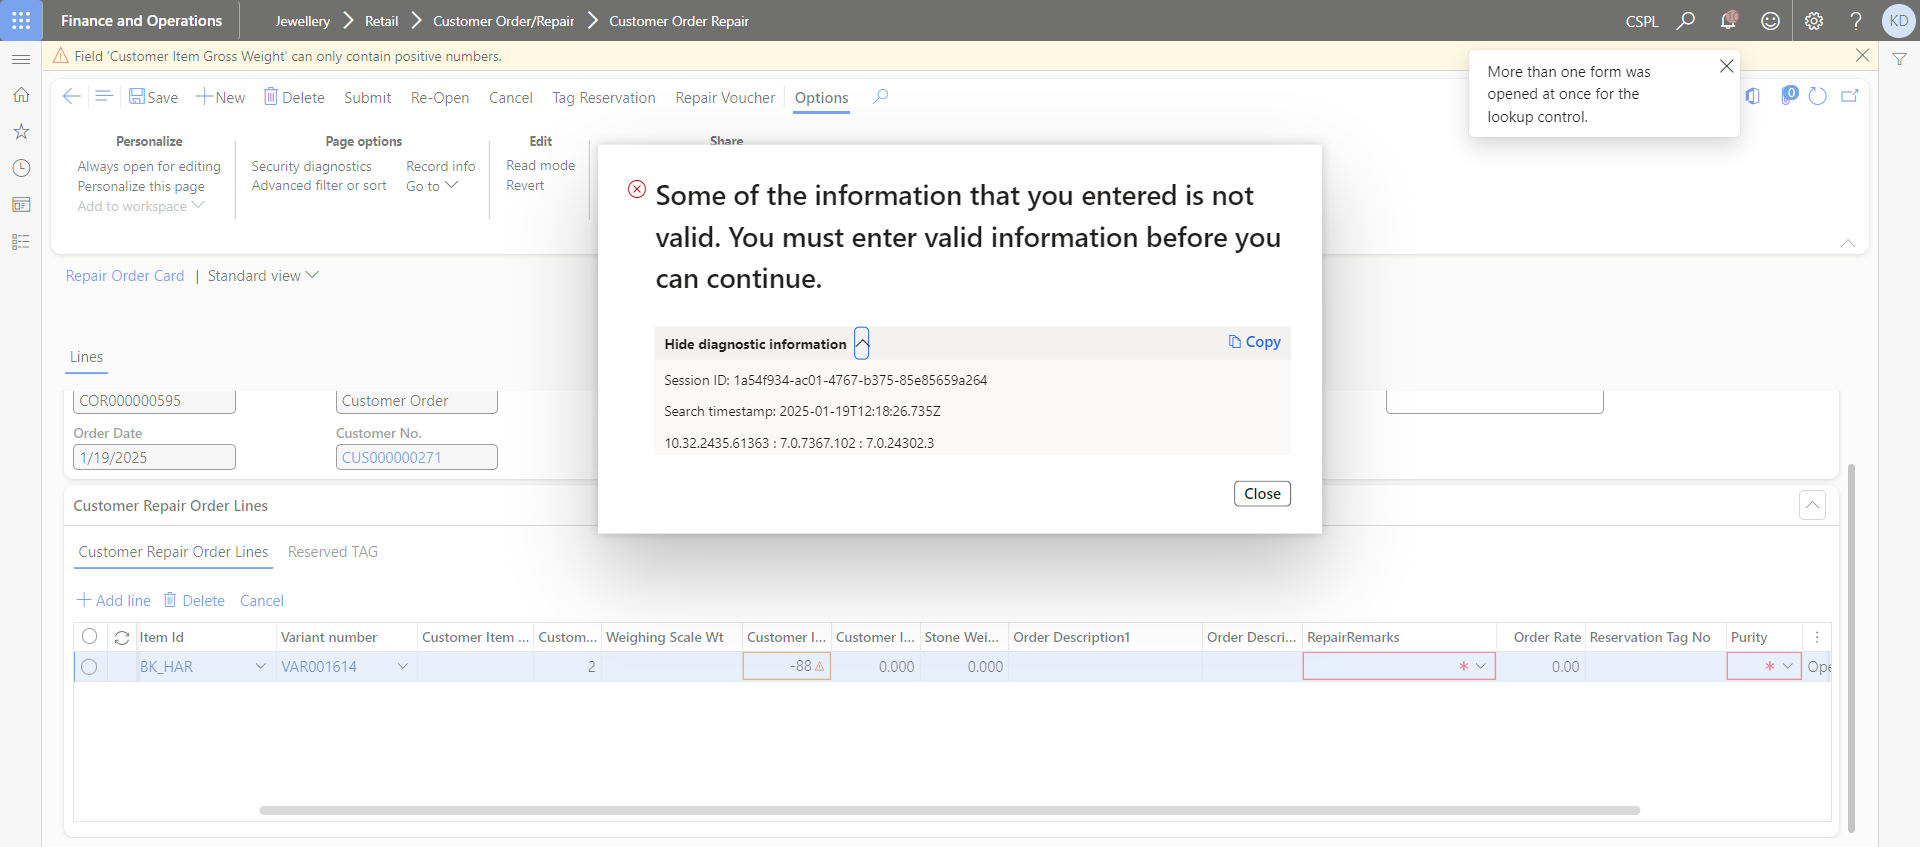 Finance and Operations
Jewellery Retail Customer Order/Repair Customer Order Repair
CSPL
KD
Field 'Customer Item Gross Weight' can only contain positive numbers.
More than one form was
opened at once for the
lookup control.
Save New Delete Submit Re-Open Cancel Tag Reservation Repair Voucher Options
0
Personalize
Always open for editing
Personalize this page
Add to workspace
Page options
Security diagnostics
Advanced filter or sort
Record info
Go to
Edit
Read mode
Revert
Share
Some of the information that you entered is not
valid. You must enter valid information before you
can continue.
Hide diagnostic information
Copy
Session ID: 1a54f934-ac01-4767-b375-85e85659a264
Search timestamp: 2025-01-19T12:18:26.735Z
10.32.2435.61363 : 7.0.7367.102 : 7.0.24302.3
Close
Repair Order Card | Standard view
Lines
COR000000595
Customer Order
Order Date
Customer No.
1/19/2025
CUS000000271
Customer Repair Order Lines
Customer Repair Order Lines Reserved TAG
Add line Delete Cancel
Item Id Variant number Customer Item ... Custom... Weighing Scale Wt Customer I... Customer I... Stone Wei... Order Description1 Order Descri... RepairRemarks Order Rate Reservation Tag No Purity
BK_HAR VAR001614 2 -88 0.000 0.000 * 0.00 * Ope